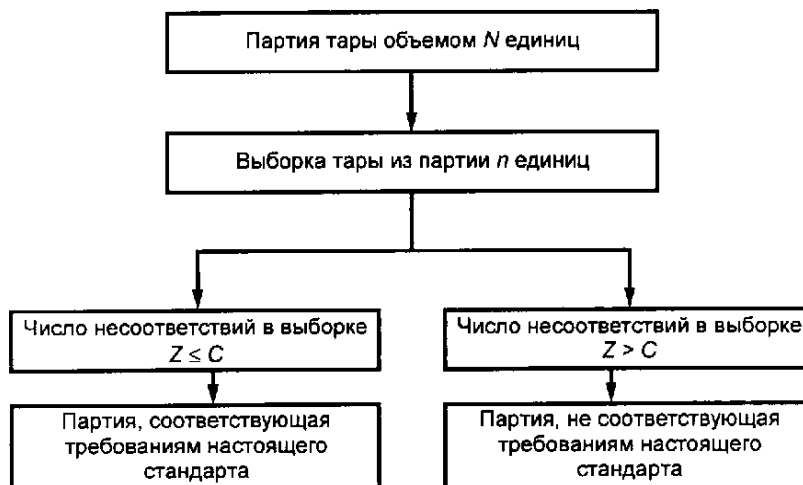 Партия тары объемом N единиц
Выборка тары из партии n единиц
Число несоответствий в выборке
Z ≤ C
Число несоответствий в выборке
Z > C
Партия, соответствующая
требованиям настоящего
стандарта
Партия, не соответствующая
требованиям настоящего
стандарта